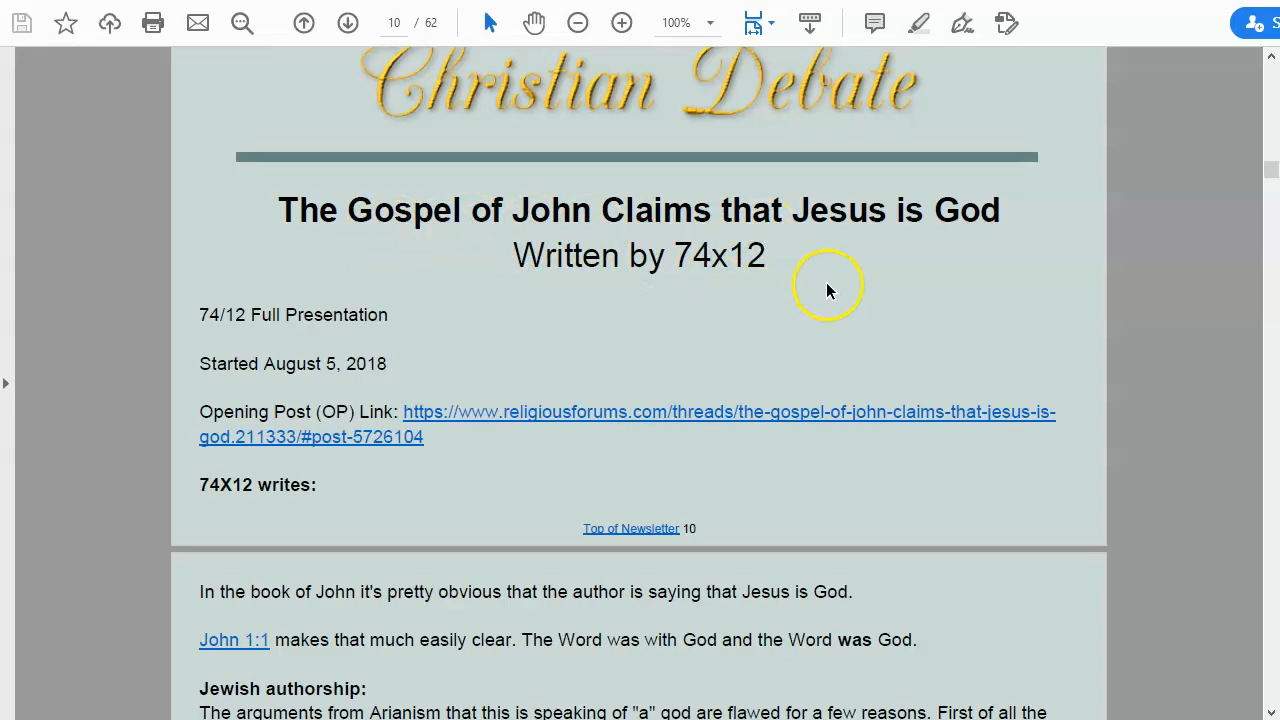 10 / 62
100%
Christian Debate
The Gospel of John Claims that Jesus is God
Written by 74x12
74/12 Full Presentation
Started August 5, 2018
Opening Post (OP) Link: https://www.religiousforums.com/threads/the-gospel-of-john-claims-that-jesus-is-
god.211333/#post-5726104
74X12 writes:
Top of Newsletter 10
In the book of John it's pretty obvious that the author is saying that Jesus is God.
John 1:1 makes that much easily clear. The Word was with God and the Word was God.
Jewish authorship:
The arguments from Arianism that this is speaking of "a" god are flawed for a few reasons. First of all the